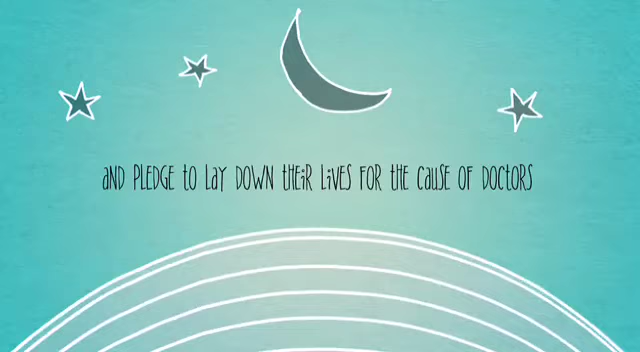 and pledge to lay down their lives for the cause of doctors